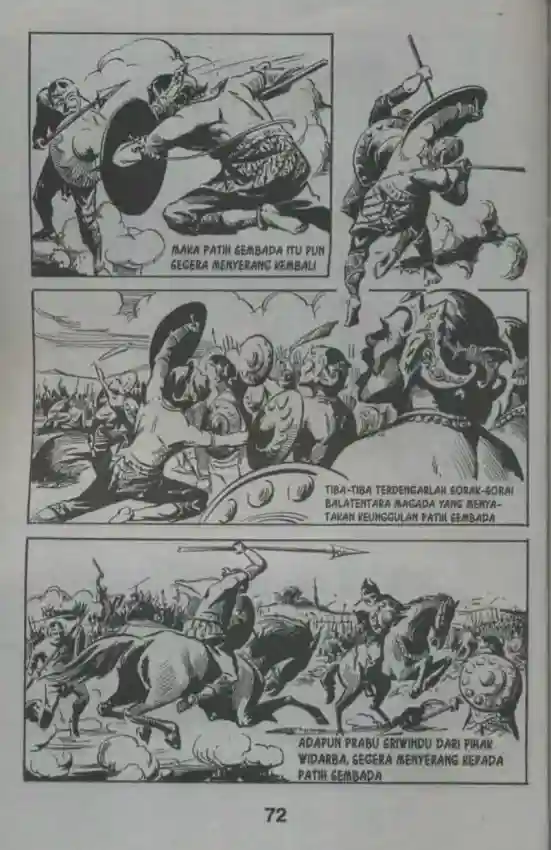 MAKA PATIH GEMBADA ITU PUN
SEGERA MENYERANG KEMBALI
TIBA-TIBA TERDENGARLAH SORAK-SORAI
BALATENTARA MAGADA YANG MENYA-
TAKAN KEUNGGULAN PATIH GEMBADA
ADAPUN PRABU SRIWINDU DARI PIHAK
WIDARBA, SEGERA MENYERANG KEPADA
PATIH GEMBADA
72